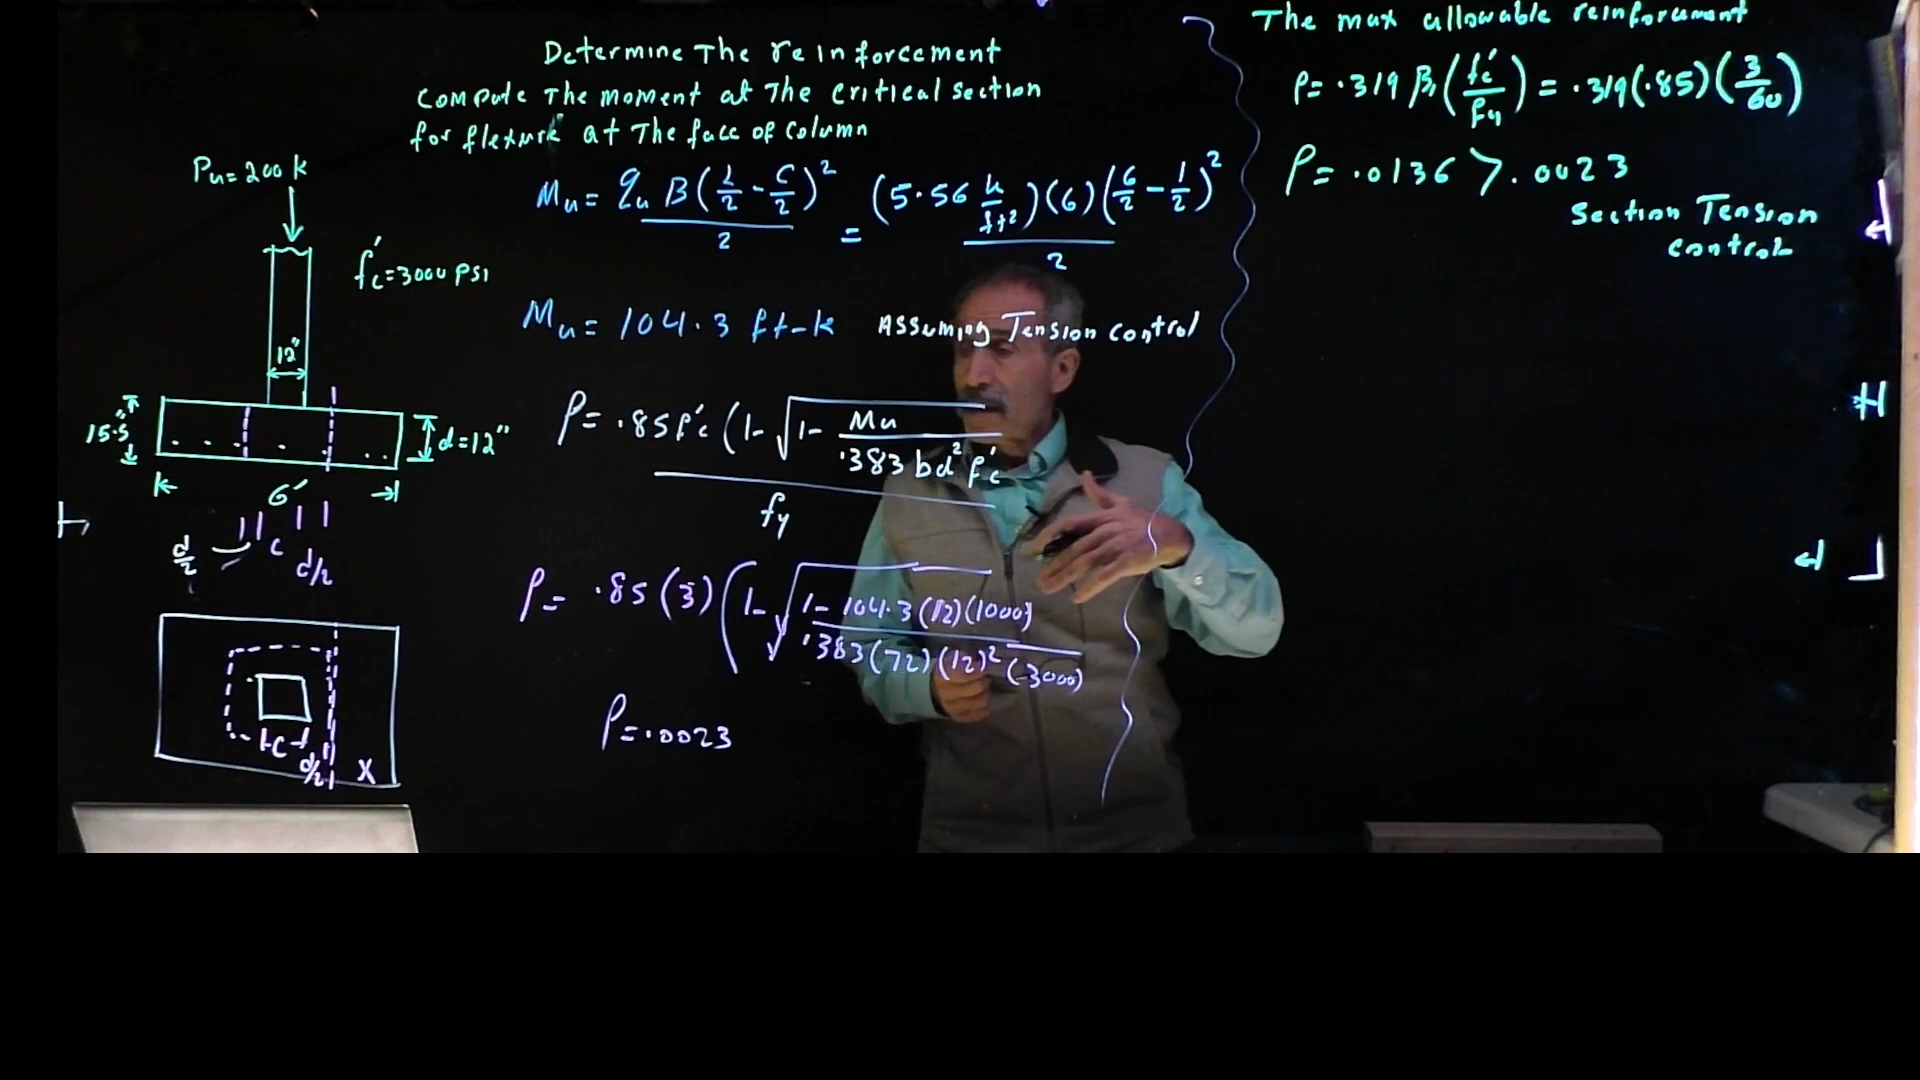 Determine The reinforcement
Compute The moment at The critical section
for flexure at The face of column
Mu = qu B (L/2 - C/2)² / 2 = (5.56 k/ft²)(6)(6/2 - 1/2)² / 2
Mu = 104.3 ft-k Assuming Tension control
ρ = .85 f'c (1 - √(1 - Mu / .383 bd² f'c)) / fy
ρ = .85 (3) (1 - √(1 - 104.3 (12)(1000) / .383 (72)(12)² (3000)
ρ = .0023
Pu = 200 k
f'c = 3000 psi
12"
15.5"
d = 12"
6'
d/2
c
d/2
C
d/2
X
The max allowable reinforcement
ρ = .319 β1 (f'c / fy) = .319 (.85) (3/60)
ρ = .0136 > .0023
Section Tension
control